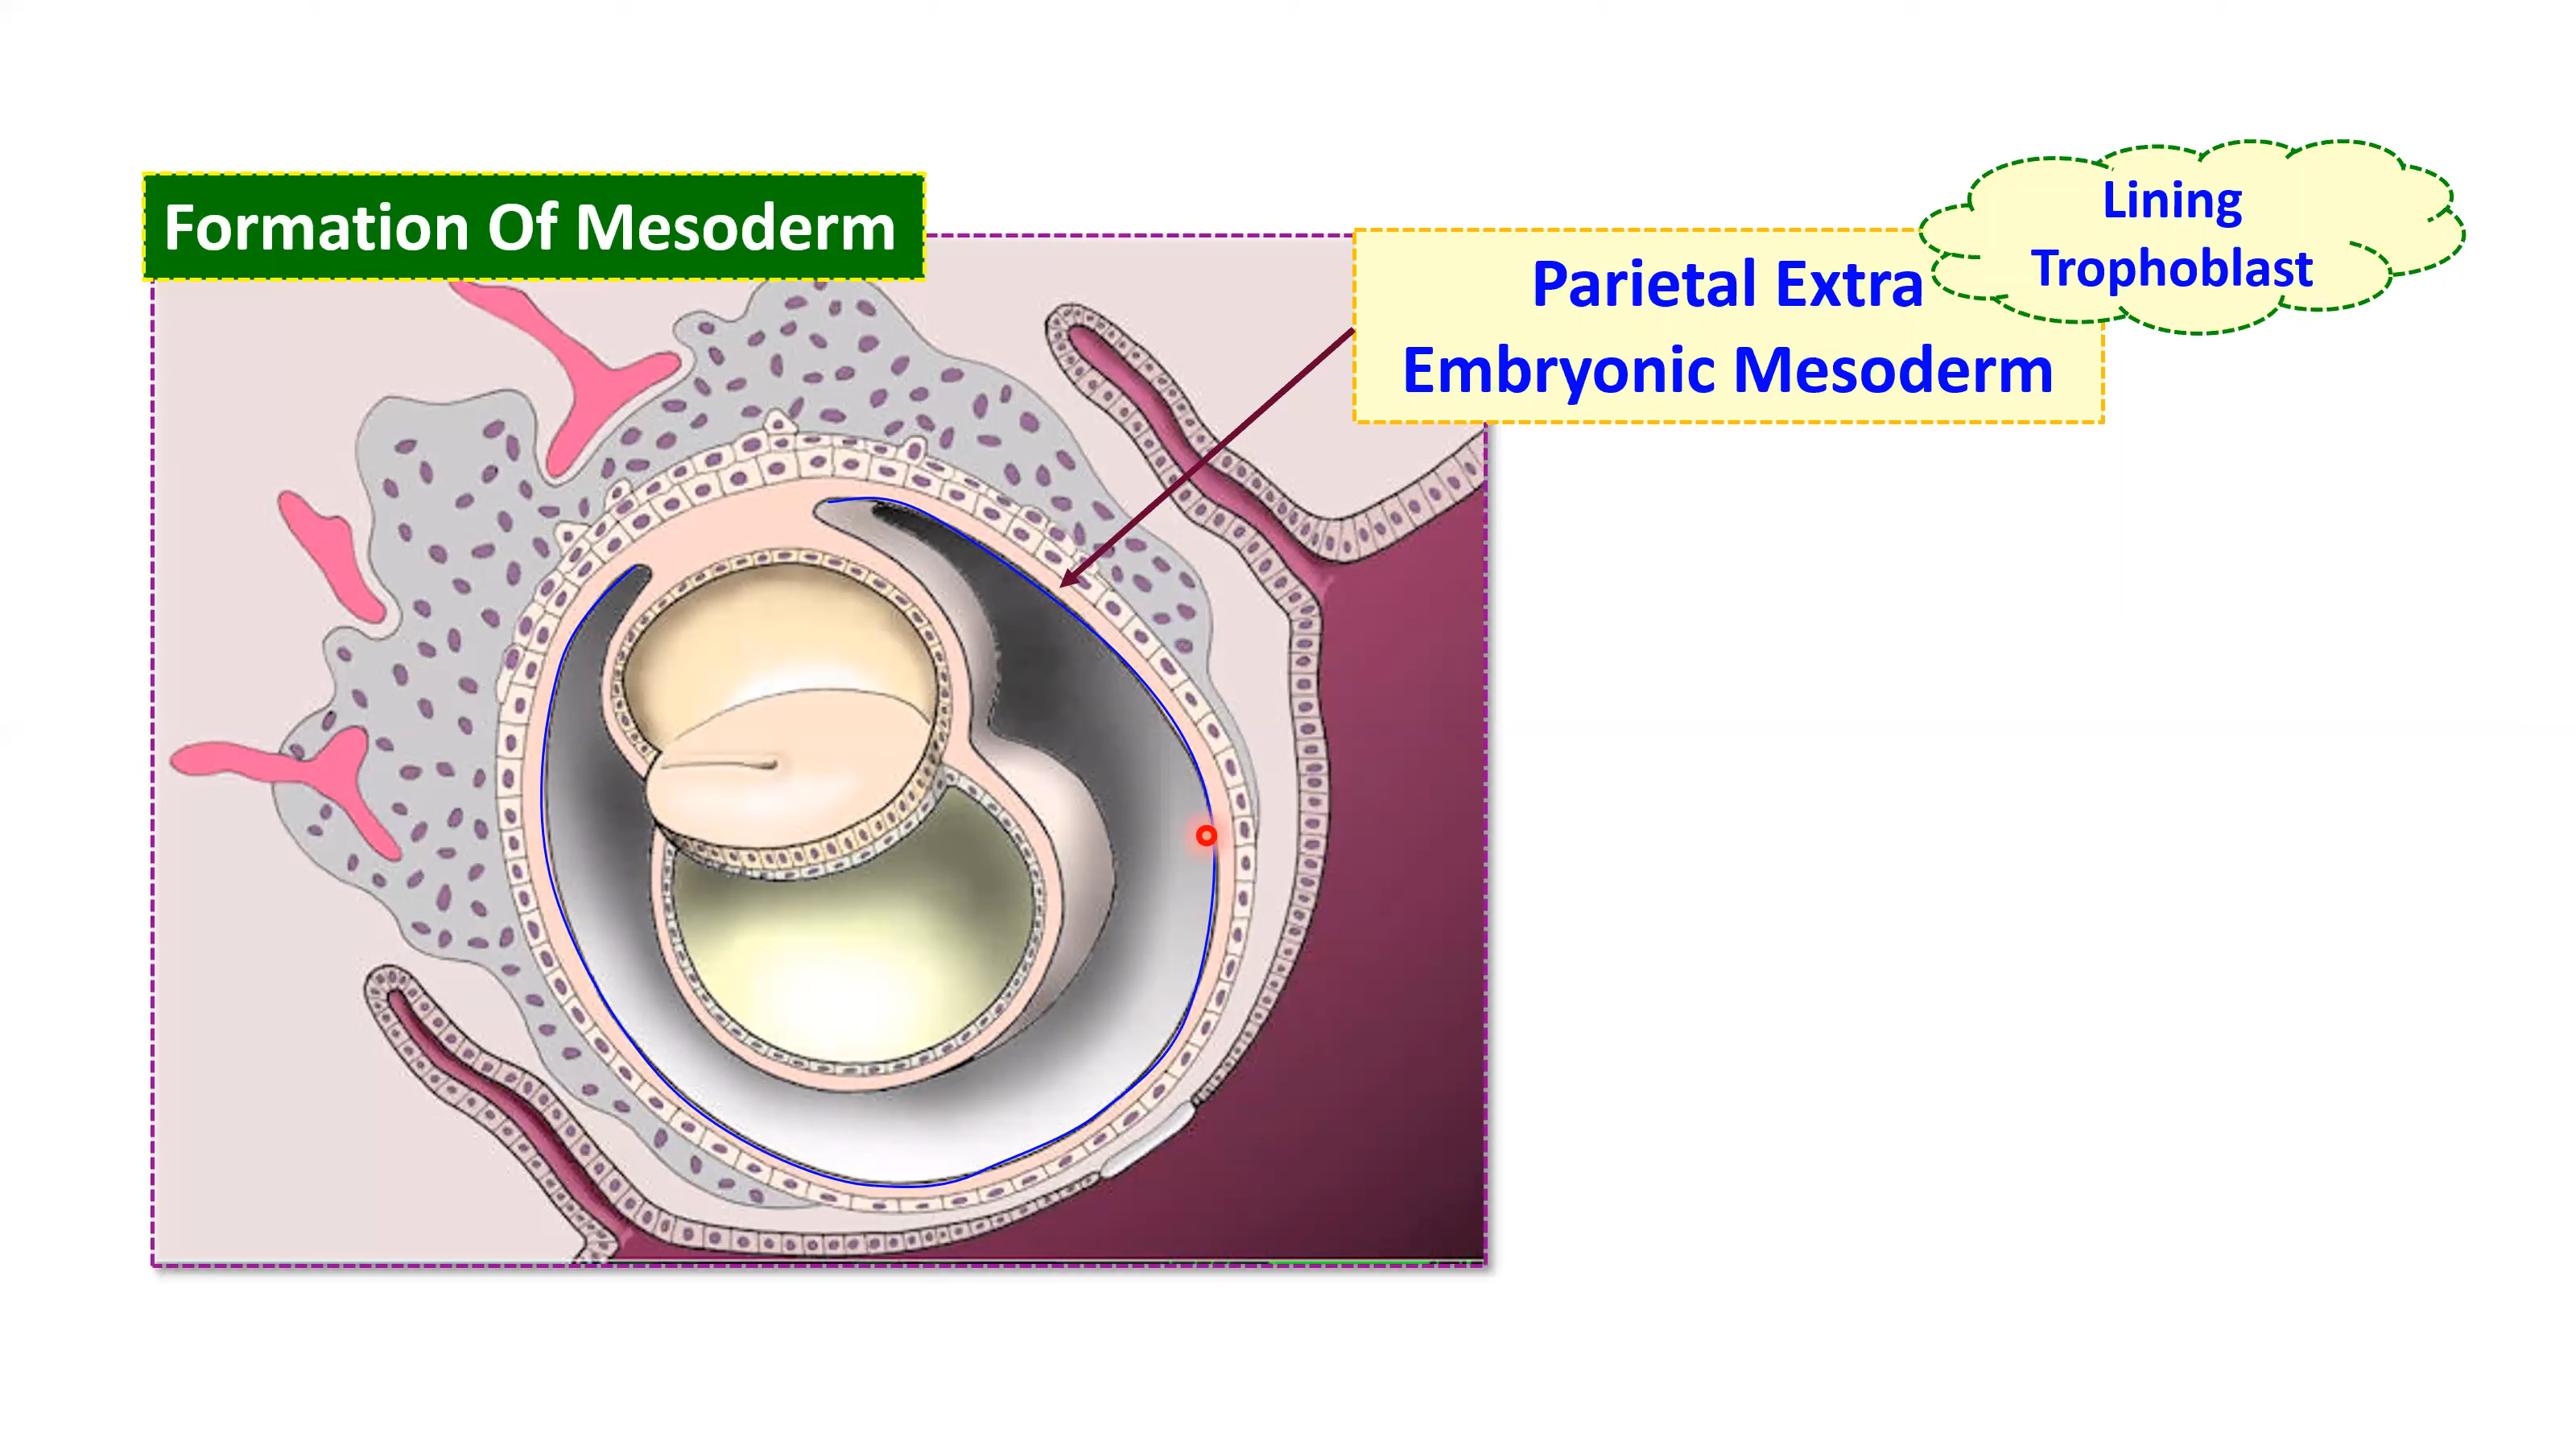 Formation Of Mesoderm
Lining
Trophoblast
Parietal Extra
Embryonic Mesoderm